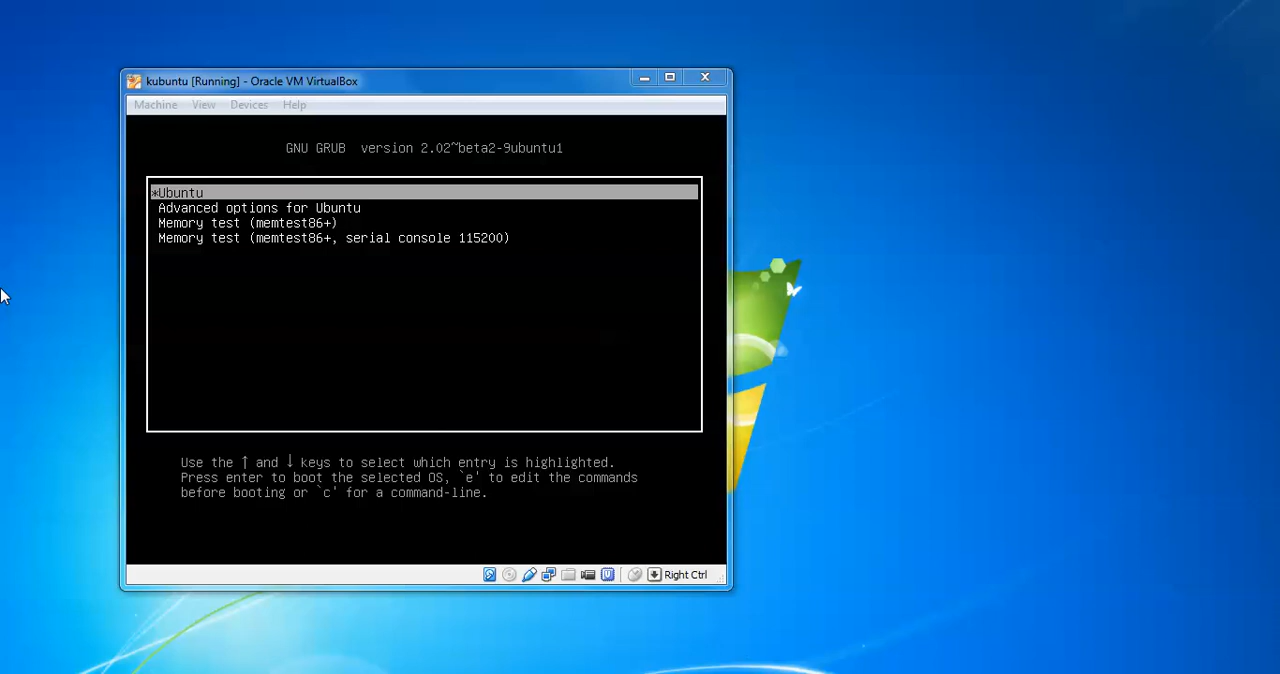 kubuntu [Running] - Oracle VM VirtualBox
Machine View Devices Help
GNU GRUB version 2.02~beta2-9ubuntu1
*Ubuntu
Advanced options for Ubuntu
Memory test (memtest86+)
Memory test (memtest86+, serial console 115200)
Use the ↑ and ↓ keys to select which entry is highlighted.
Press enter to boot the selected OS, `e' to edit the commands
before booting or `c' for a command-line.
Right Ctrl